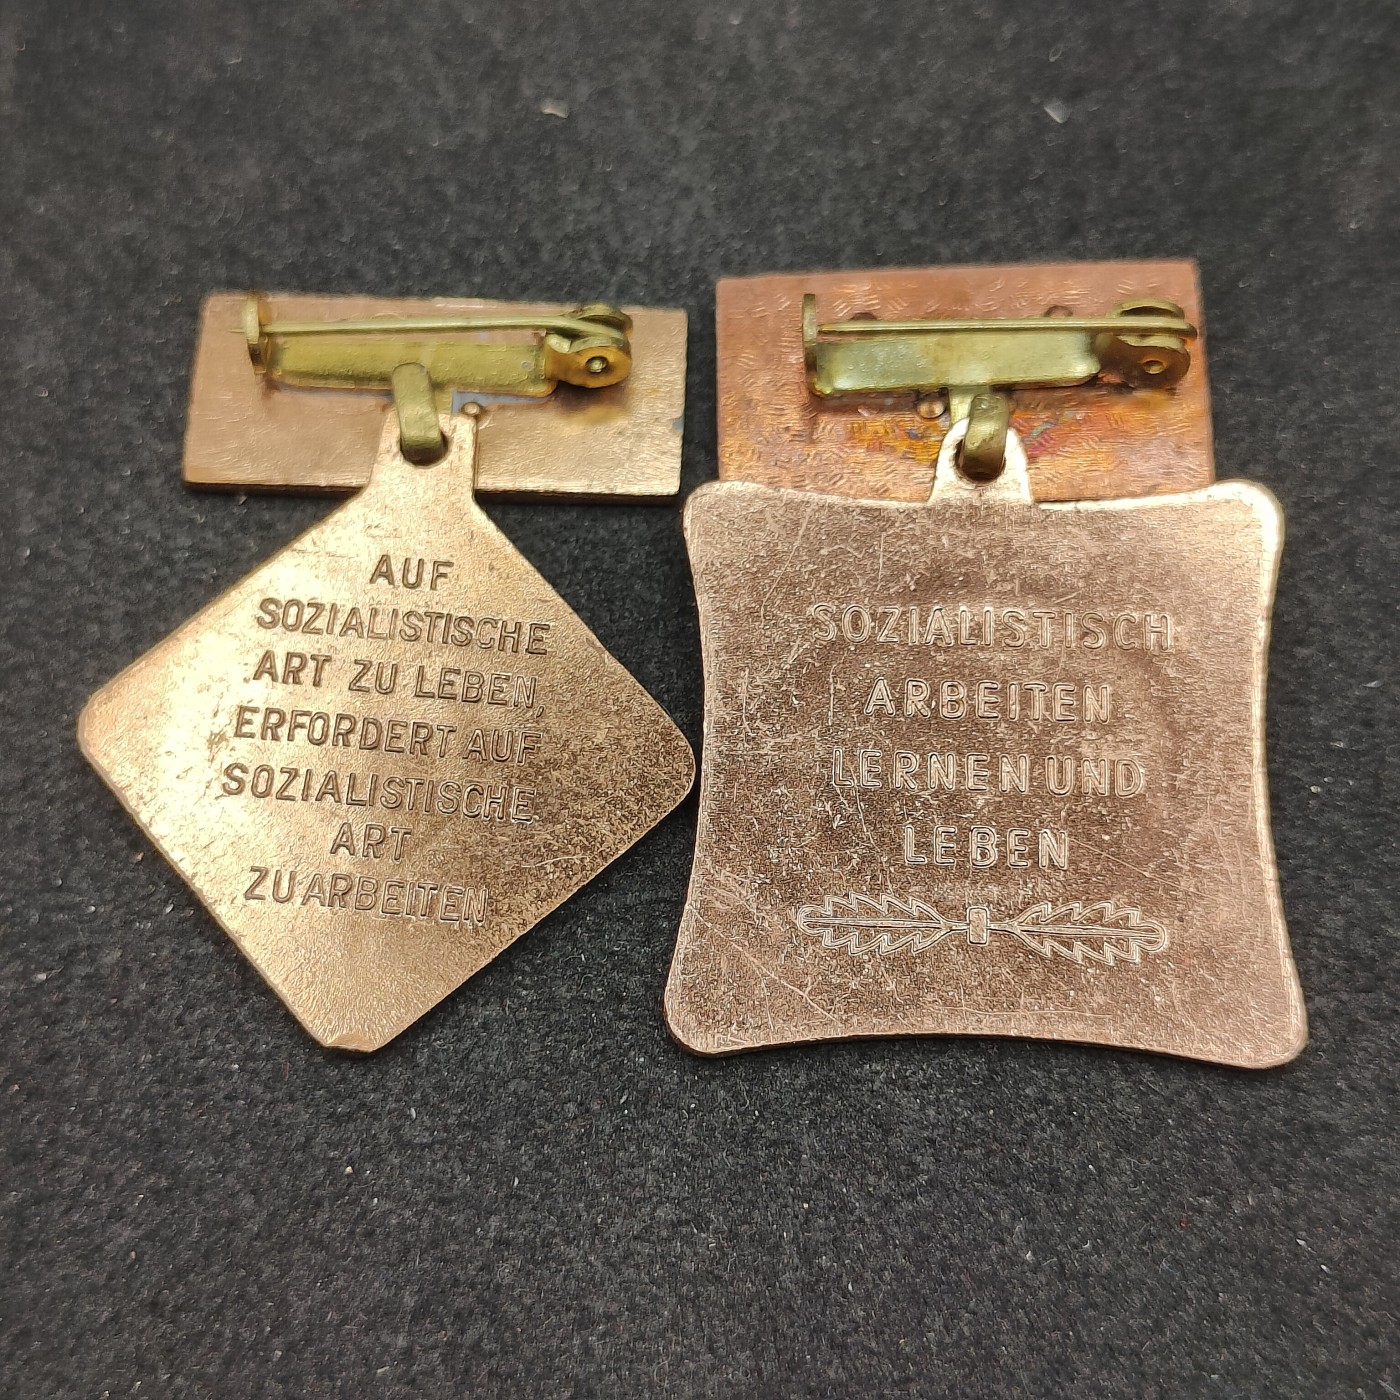 AUF
SOZIALISTISCHE
ART ZU LEBEN,
ERFORDERT AUF
SOZIALISTISCHE
ART
ZU ARBEITEN
SOZIALISTISCH
ARBEITEN
LERNEN UND
LEBEN